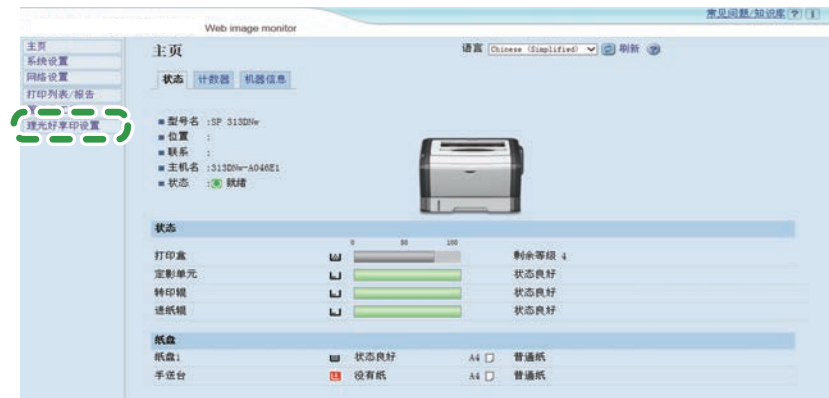 常见问题/知识库 ? i
Web image monitor
主页
系统设置
网络设置
打印列表/报告
理光好享印设置
主页
语言 Chinese (Simplified) 刷新 ?
状态 计数器 机器信息
型号名 :SP 313DNw
位置 :
联系 :
主机名 :313DNw-A046E1
状态 : 就绪
状态
0 50 100
打印盒 剩余等级 4
定影单元 状态良好
转印辊 状态良好
进纸辊 状态良好
纸盘
纸盘1 状态良好 A4 普通纸
手送台 没有纸 A4 普通纸